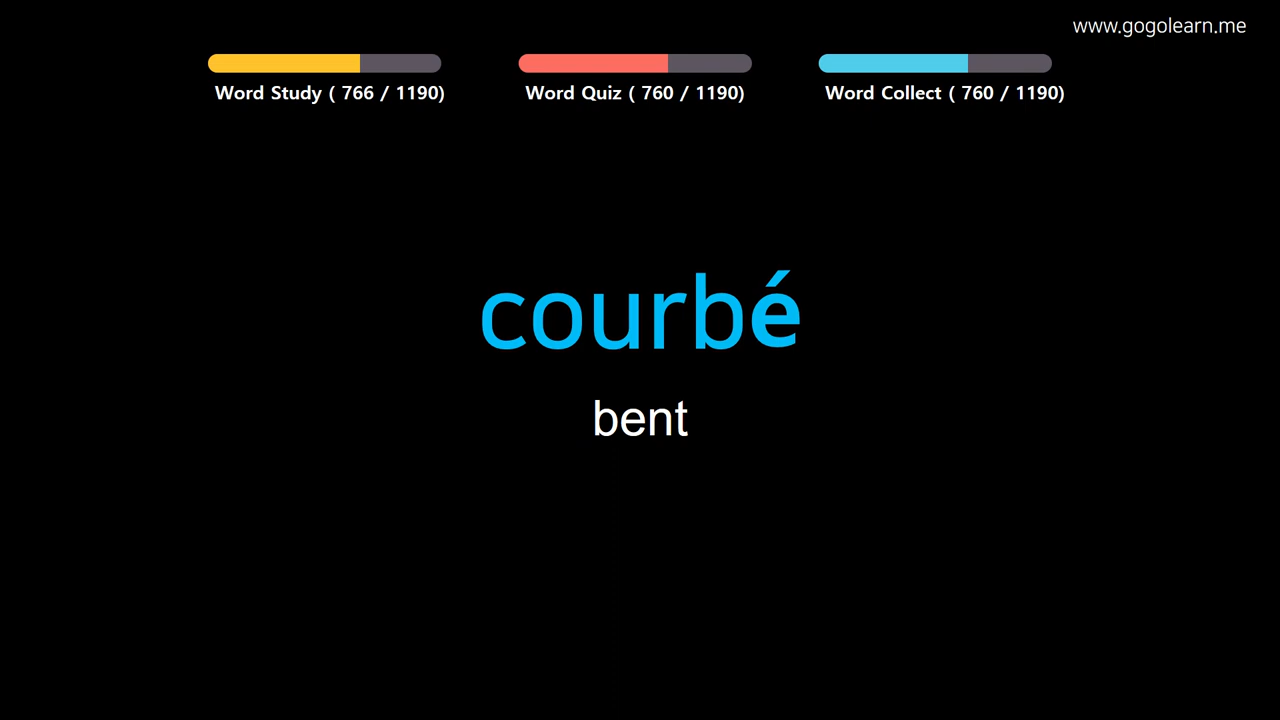 www.gogolearn.me
Word Study ( 766 / 1190)
Word Quiz ( 760 / 1190)
Word Collect ( 760 / 1190)
courbé
bent